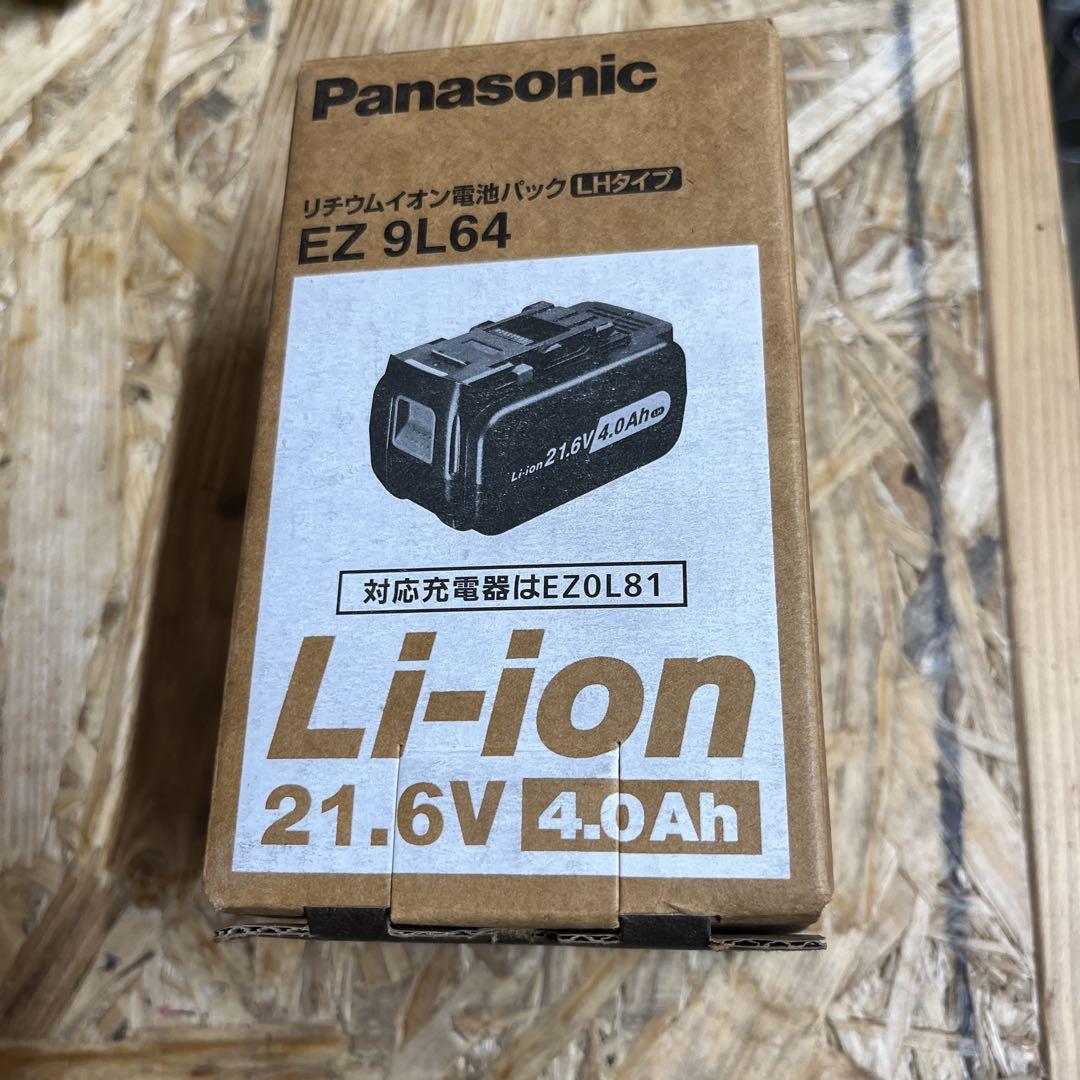 Panasonic
リチウムイオン電池パック LHタイプ
EZ 9L64
Li-ion 21.6V 4.0Ah LH
対応充電器はEZ0L81
Li-ion
21.6V 4.0Ah